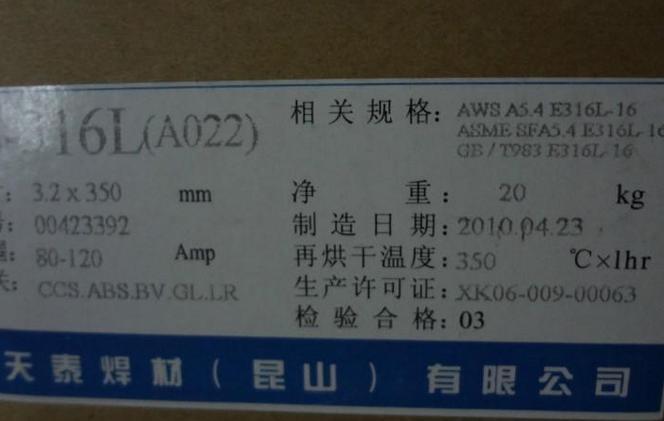 -316L(A022)
相关规格: AWS A5.4 E316L-16
ASME SFA5.4 E316L-16
GB/T983 E316L-16
: 3.2 x 350 mm
净 重: 20 kg
号: 00423392
制造日期: 2010.04.23
: 80-120 Amp
再烘干温度: 350 ℃×1hr
关: CCS.ABS.BV.GL.LR
生产许可证: XK06-009-00063
检验合格: 03
天泰焊材(昆山)有限公司